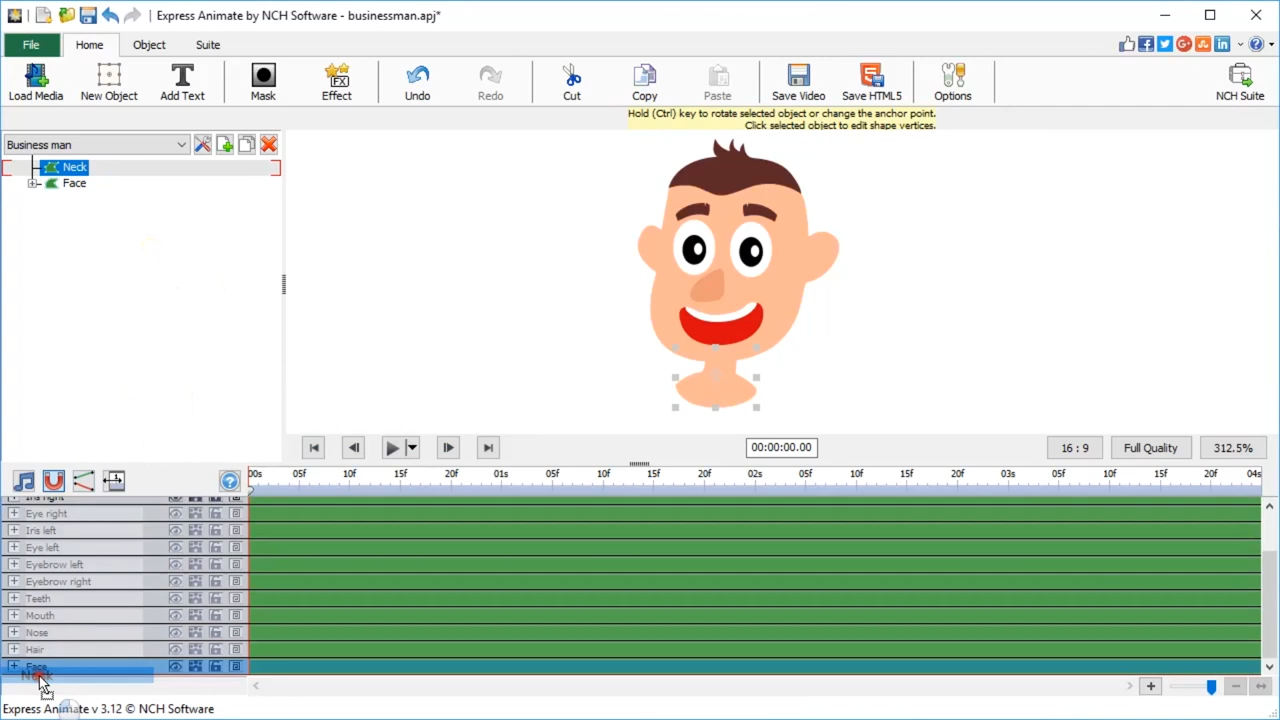 Express Animate by NCH Software - businessman.apj*
File Home Object Suite
Load Media New Object Add Text Mask Effect Undo Redo Cut Copy Paste Save Video Save HTML5 Options NCH Suite
Hold (Ctrl) key to rotate selected object or change the anchor point.
Click selected object to edit shape vertices.
Business man
Neck
Face
00:00:00.00 16 : 9 Full Quality 312.5%
00s 05f 10f 15f 20f 01s 05f 10f 15f 20f 02s 05f 10f 15f 20f 03s 05f 10f 15f 20f 04s
Iris right
Eye right
Iris left
Eye left
Eyebrow left
Eyebrow right
Teeth
Mouth
Nose
Hair
Face
Neck
Express Animate v 3.12 © NCH Software